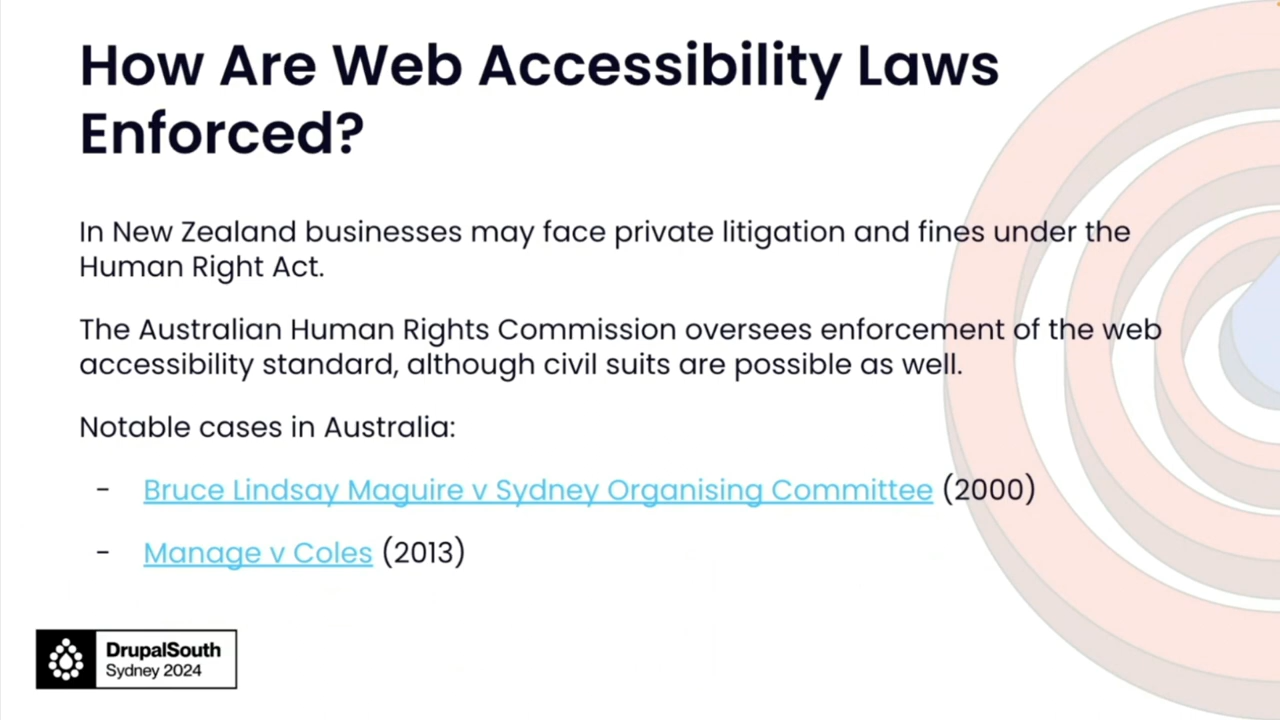 How Are Web Accessibility Laws
Enforced?
In New Zealand businesses may face private litigation and fines under the
Human Right Act.
The Australian Human Rights Commission oversees enforcement of the web
accessibility standard, although civil suits are possible as well.
Notable cases in Australia:
- Bruce Lindsay Maguire v Sydney Organising Committee (2000)
- Manage v Coles (2013)
DrupalSouth
Sydney 2024